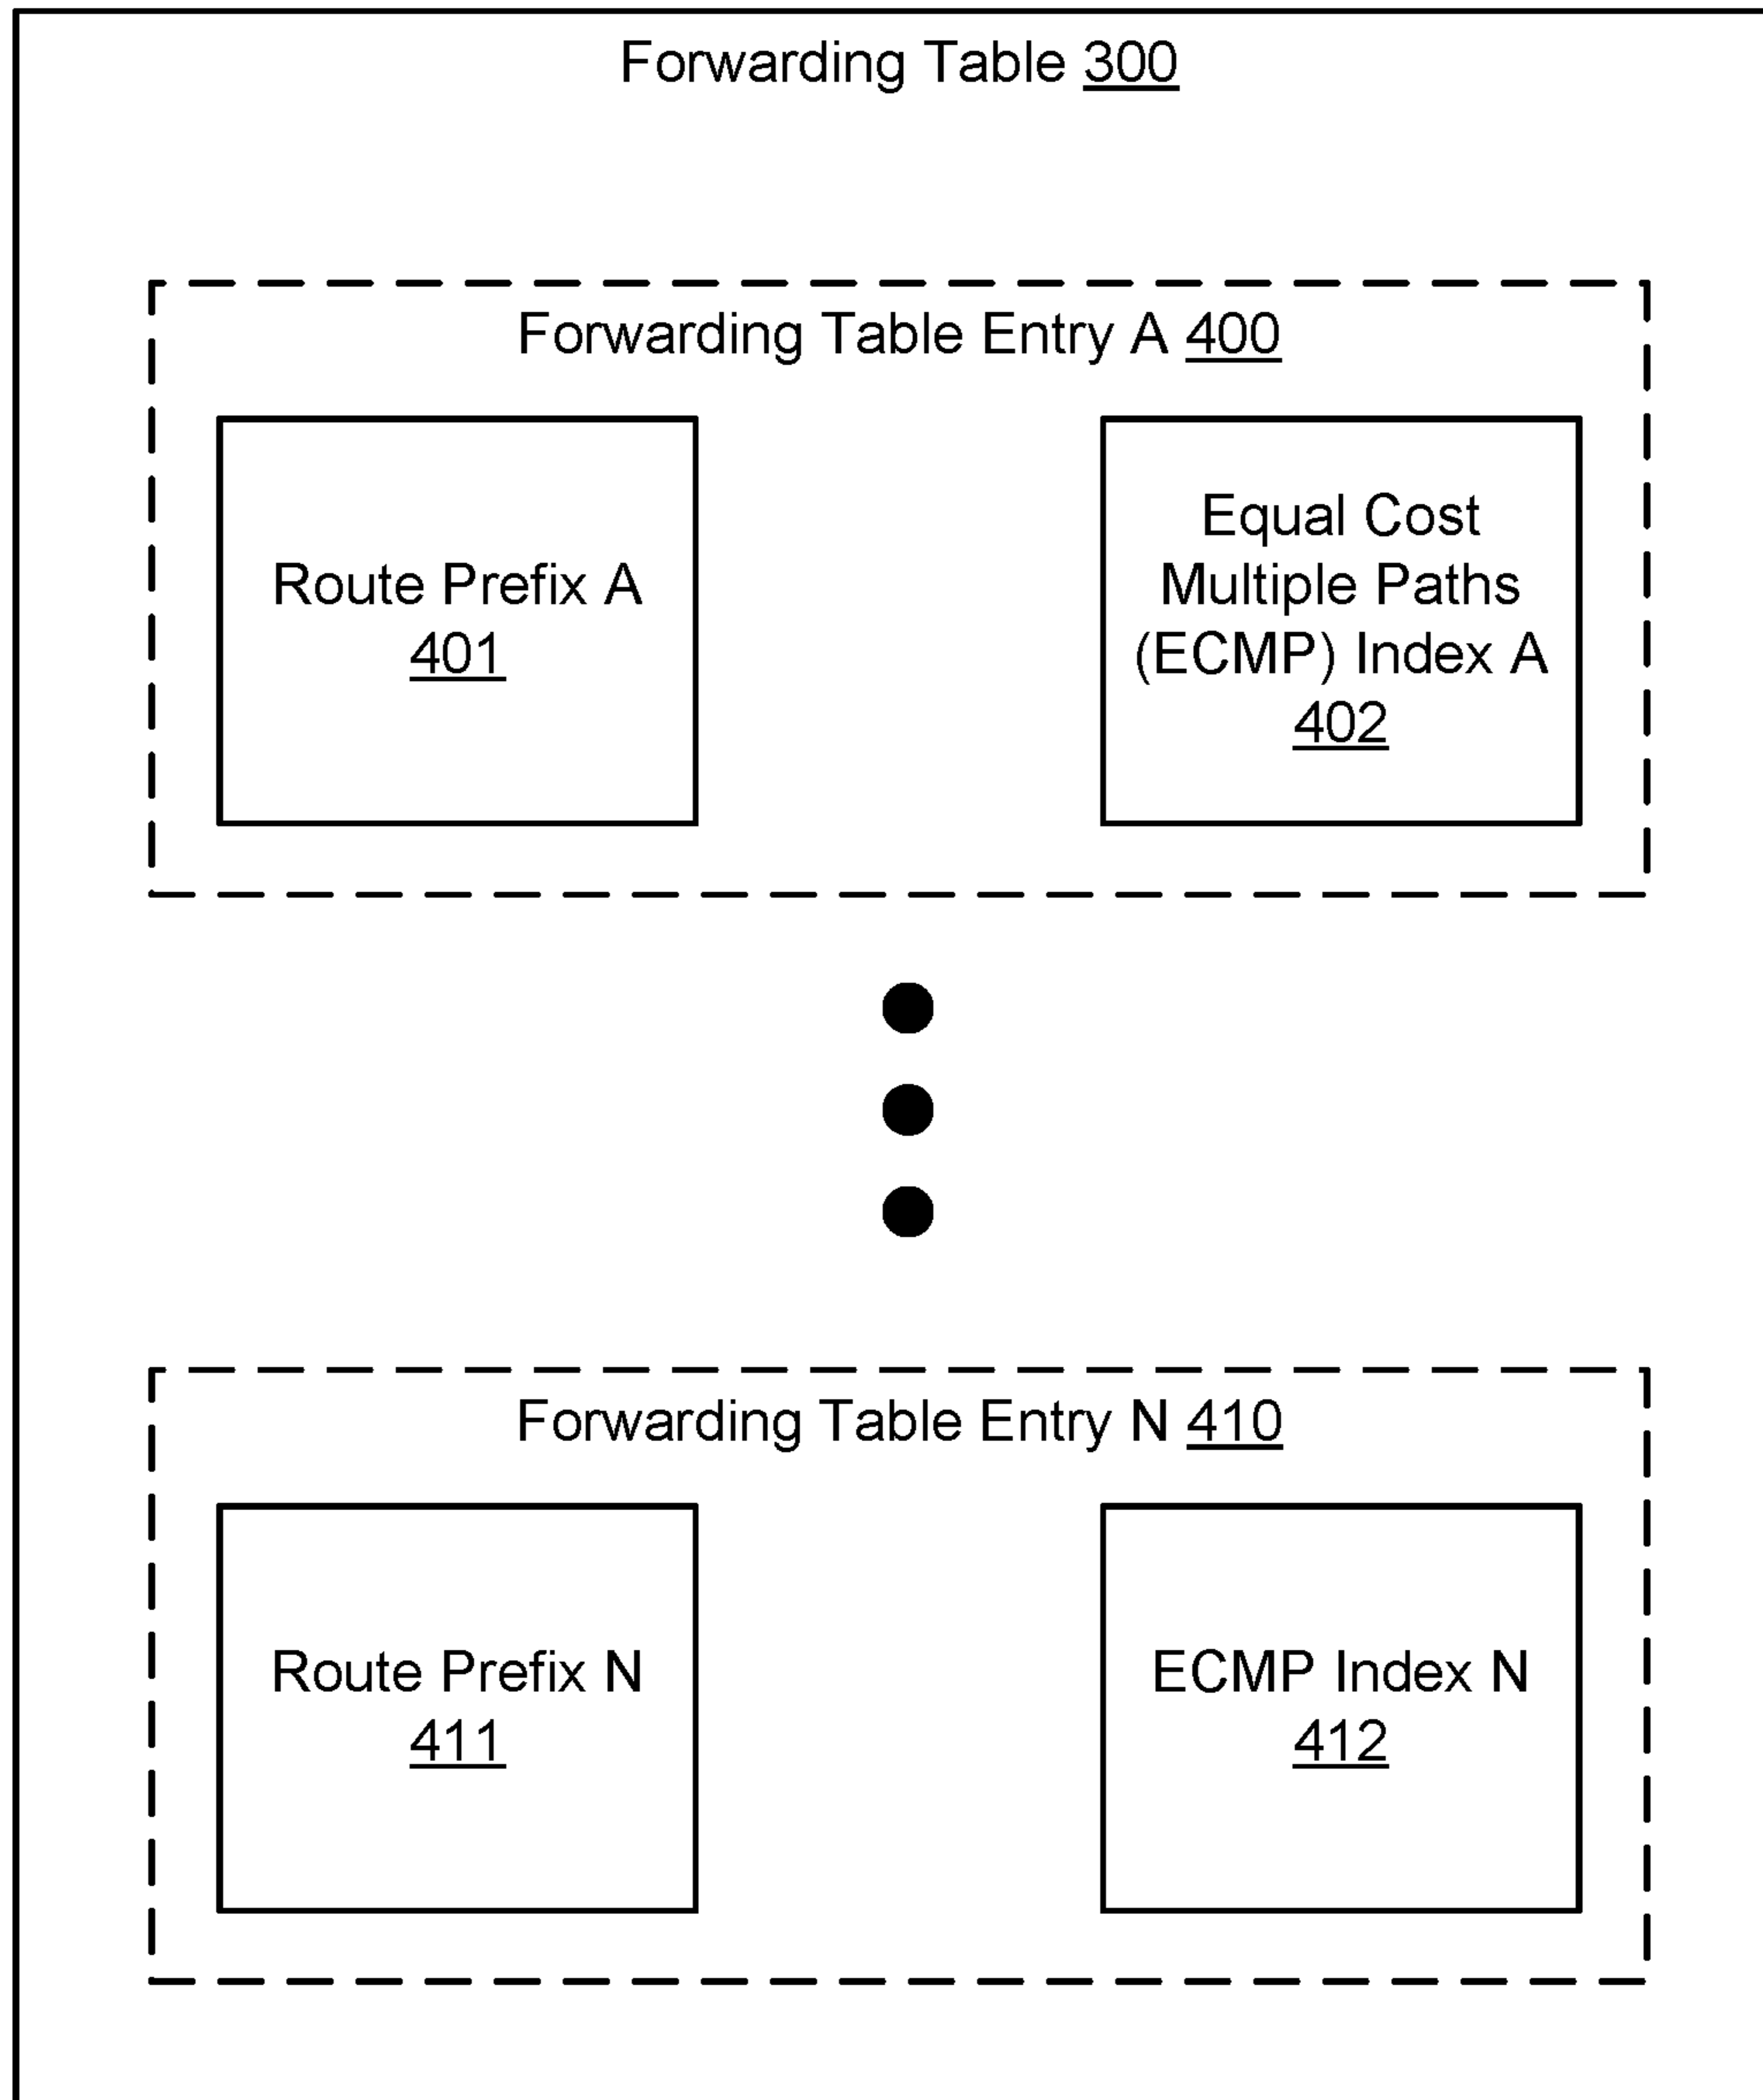 Forwarding Table 300
Forwarding Table Entry A 400
Route Prefix A
401
Equal Cost
Multiple Paths
(ECMP) Index A
402
Forwarding Table Entry N 410
Route Prefix N
411
ECMP Index N
412